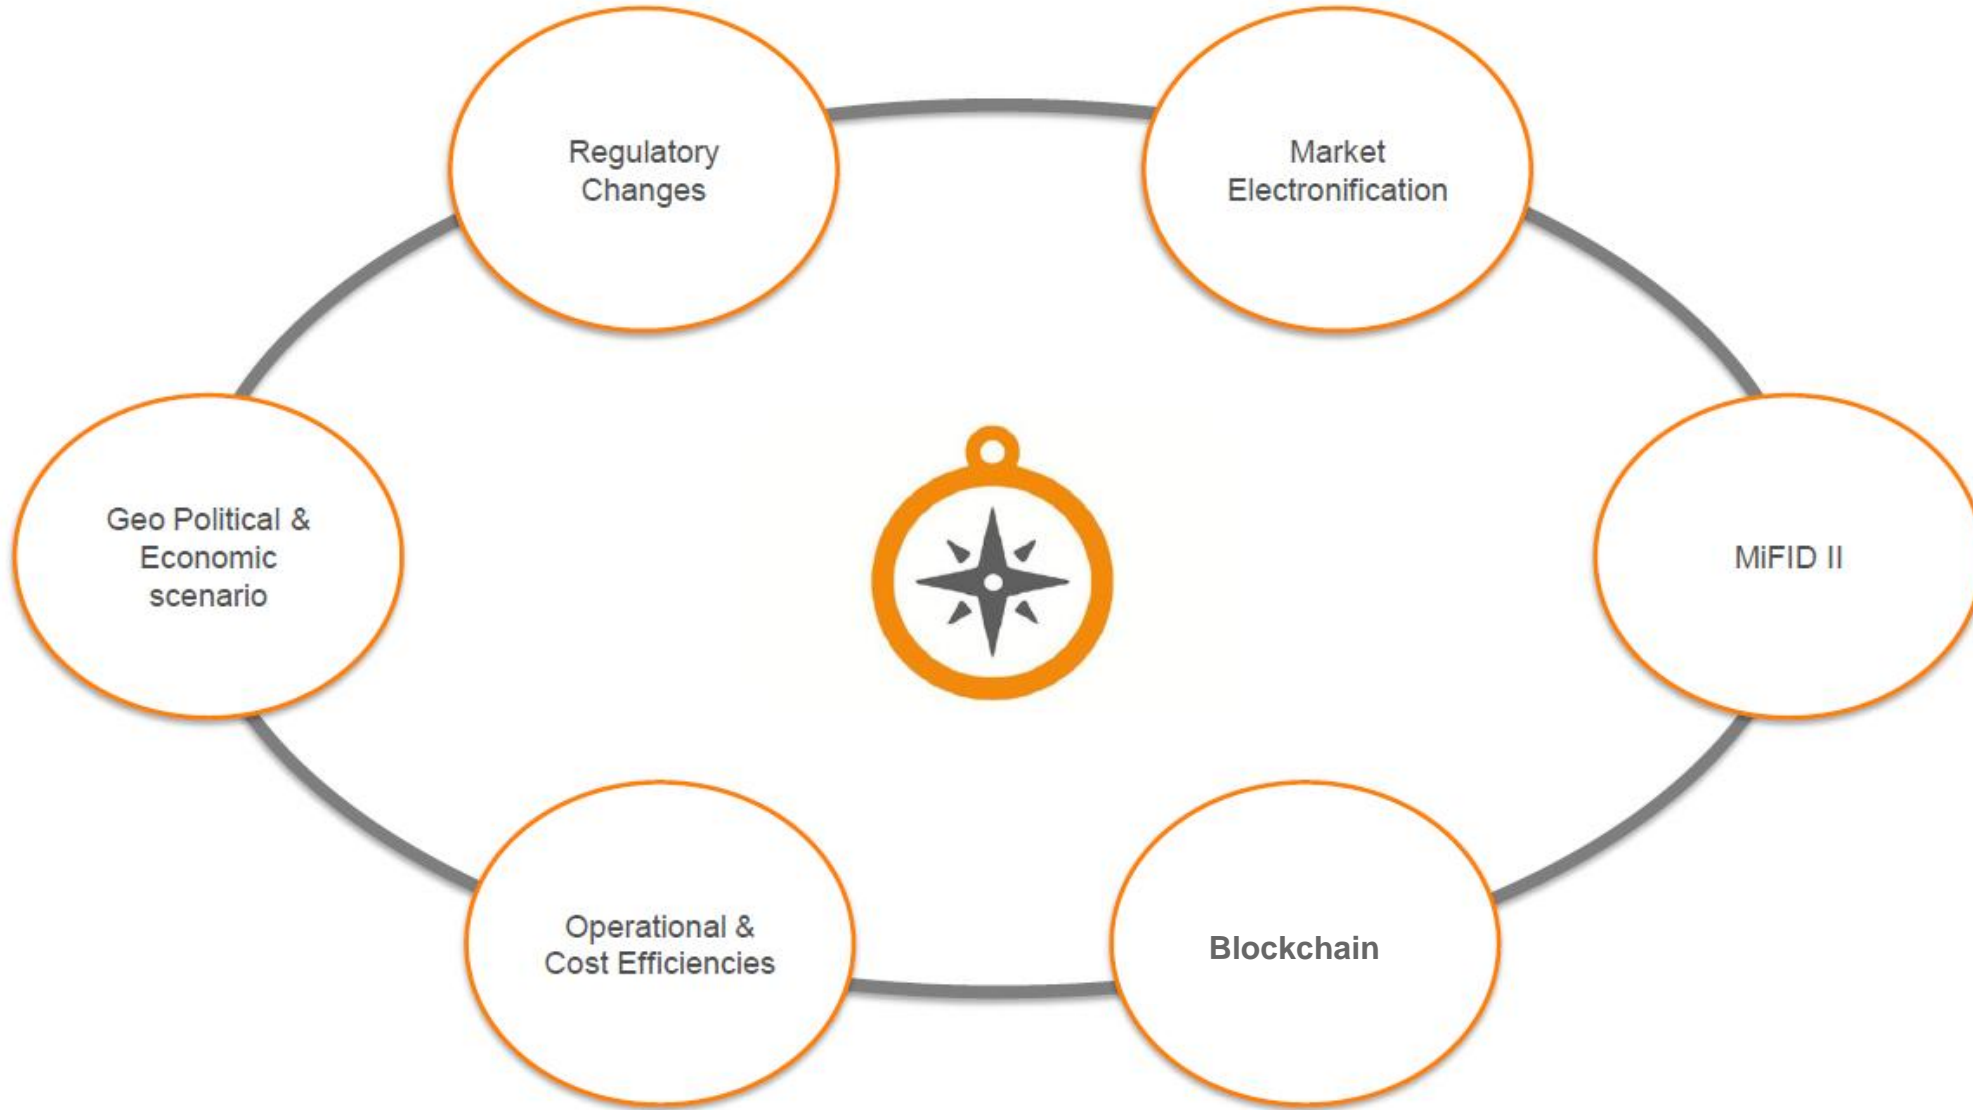 Regulatory
Changes
Market
Electronification
Geo Political &
Economic
scenario
MiFID II
Operational &
Cost Efficiencies
Blockchain